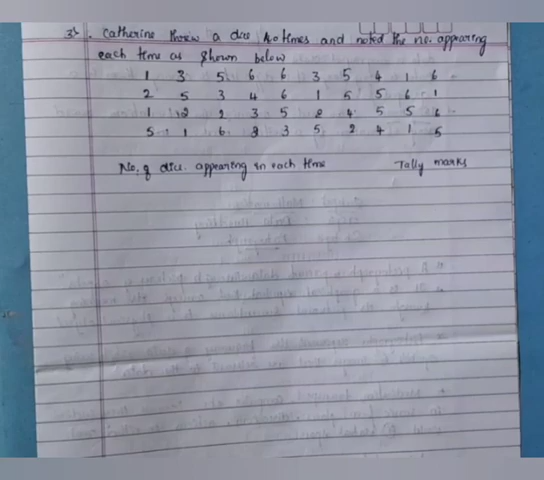 3). Catherine threw a dice 40 times and noted the no. appearing
each time as shown below
1 3 5 6 6 3 5 4 1 6
2 5 3 4 6 1 5 5 6 1
1 2 2 3 5 2 4 5 5 6
5 1 6 2 3 5 2 4 1 5
No. of dice appearing in each time Tally marks